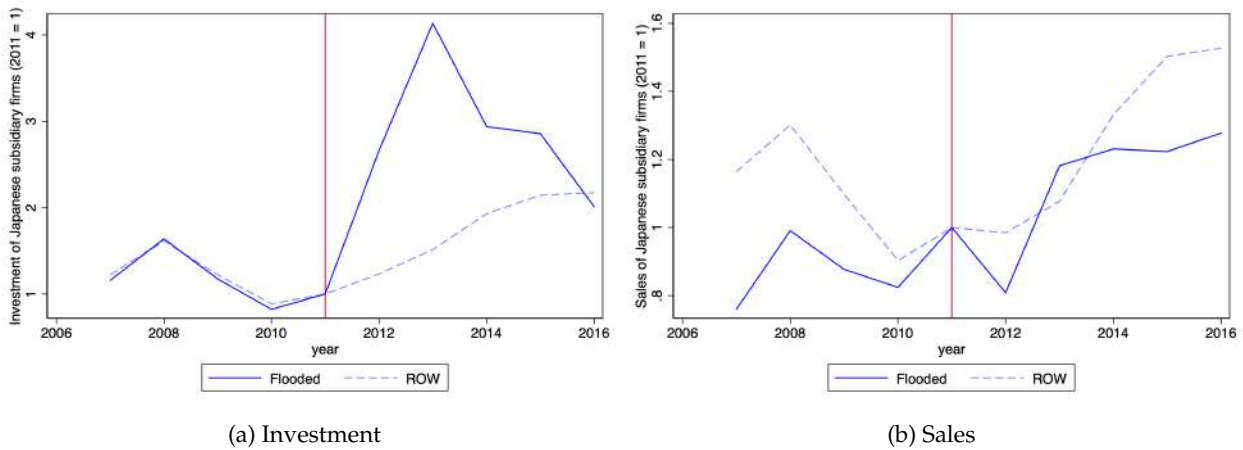 Investment of Japanese subsidiary firms (2011 = 1)
4
3
2
1
2006
2008
2010
2012
2014
2016
year
Flooded
ROW
(a) Investment
Sales of Japanese subsidiary firms (2011 = 1)
1.6
1.4
1.2
1
.8
2006
2008
2010
2012
2014
2016
year
Flooded
ROW
(b) Sales